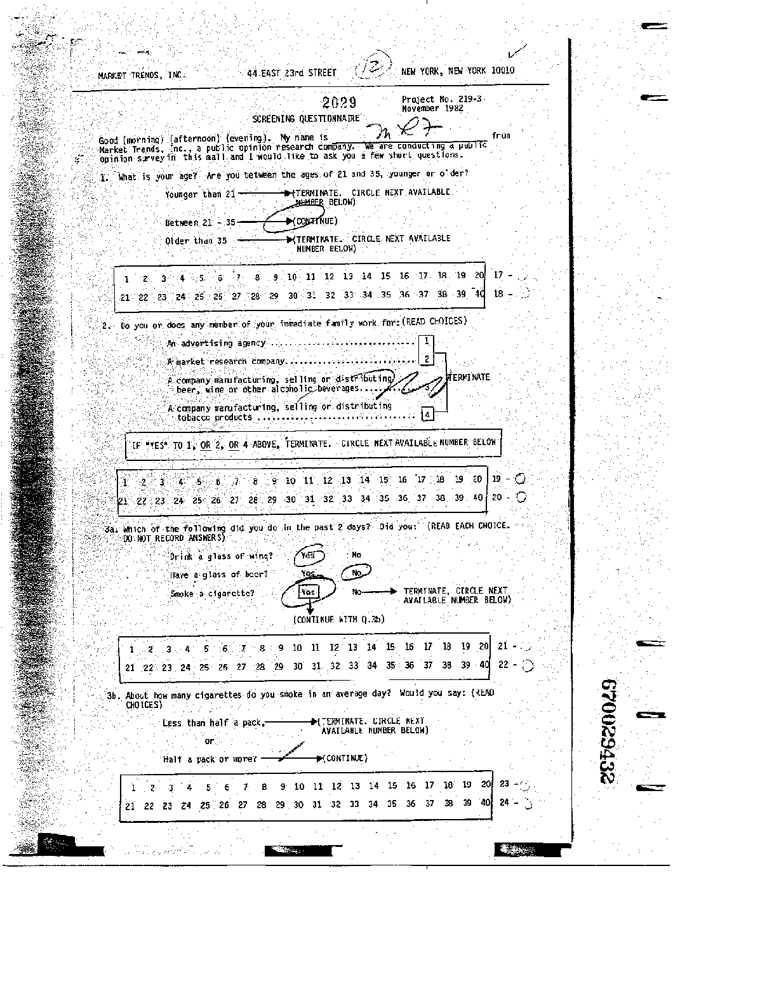 MARKET TRENDS, INC. 44 EAST 23rd STREET 12 NEW YORK, NEW YORK 10010
2029 Project No. 219-3
November 1982
SCREENING QUESTIONNAIRE
Good (morning) (afternoon) (evening). My name is from
Market Trends, Inc., a public opinion research company. We are conducting a public
opinion survey in this mall and I would like to ask you a few short questions.
1. What is your age? Are you between the ages of 21 and 35, younger or older?
Younger than 21 (TERMINATE. CIRCLE NEXT AVAILABLE
NUMBER BELOW)
Between 21 - 35 (CONTINUE)
Older than 35 (TERMINATE. CIRCLE NEXT AVAILABLE
NUMBER BELOW)
1 2 3 4 5 6 7 8 9 10 11 12 13 14 15 16 17 18 19 20 17 -
21 22 23 24 25 26 27 28 29 30 31 32 33 34 35 36 37 38 39 40 18 -
2. Do you or does any member of your immediate family work for: (READ CHOICES)
An advertising agency .............................. 1
A market research company........................... 2
A company manufacturing, selling or distributing TERMINATE
beer, wine or other alcoholic beverages........ 3
A company manufacturing, selling or distributing
tobacco products ................................. 4
IF "YES" TO 1, OR 2, OR 4 ABOVE, TERMINATE. CIRCLE NEXT AVAILABLE NUMBER BELOW
1 2 3 4 5 6 7 8 9 10 11 12 13 14 15 16 17 18 19 20 19 - 0
21 22 23 24 25 26 27 28 29 30 31 32 33 34 35 36 37 38 39 40 20 - 0
3a. Which of the following did you do in the past 2 days? Did you: (READ EACH CHOICE.
DO NOT RECORD ANSWERS)
Drink a glass of wine? Yes No
Have a glass of beer? Yes No
Smoke a cigarette? Yes No TERMINATE, CIRCLE NEXT
AVAILABLE NUMBER BELOW)
(CONTINUE WITH Q.3b)
1 2 3 4 5 6 7 8 9 10 11 12 13 14 15 16 17 18 19 20 21 -
21 22 23 24 25 26 27 28 29 30 31 32 33 34 35 36 37 38 39 40 22 -
3b. About how many cigarettes do you smoke in an average day? Would you say: (READ
CHOICES)
Less than half a pack, (TERMINATE. CIRCLE NEXT
AVAILABLE NUMBER BELOW)
or
Half a pack or more? (CONTINUE)
1 2 3 4 5 6 7 8 9 10 11 12 13 14 15 16 17 18 19 20 23 -
21 22 23 24 25 26 27 28 29 30 31 32 33 34 35 36 37 38 39 40 24 -
670029432